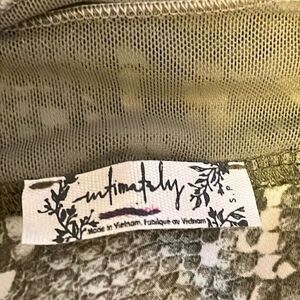 intimately
S - P
Made in Vietnam, Fabriqué au Vietnam